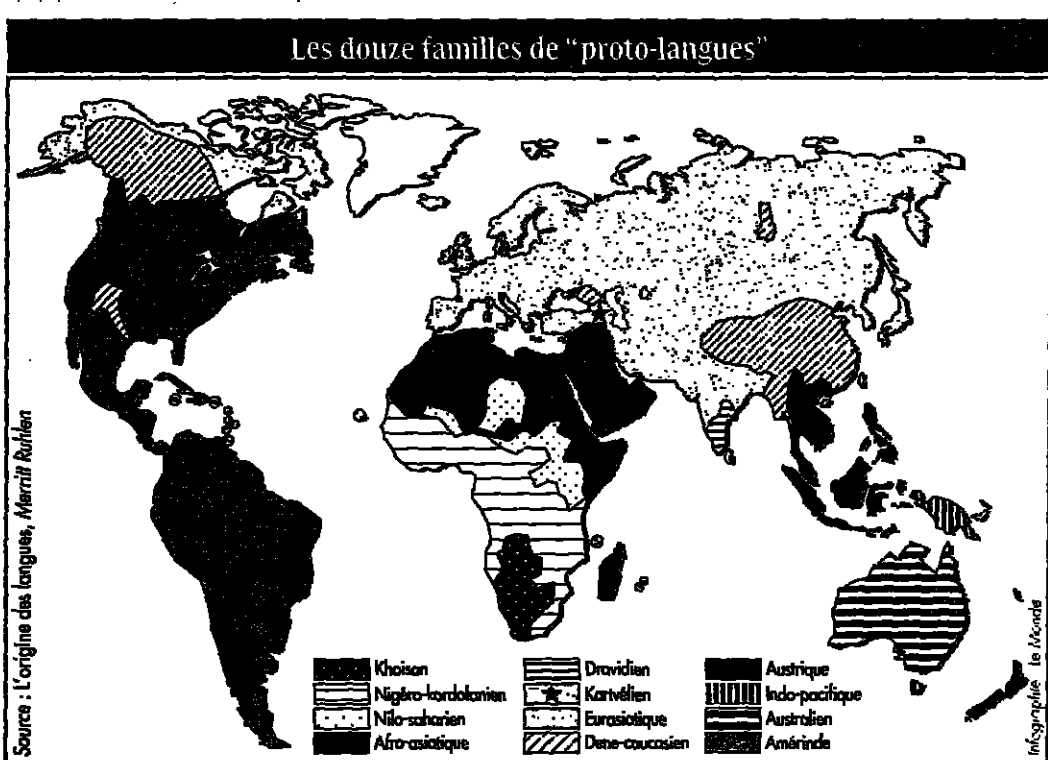 Les douze familles de "proto-langues"
Source : L'origine des langues, Merritt Ruhlen
Khoisan
Nigéro-kordofanien
Nilo-saharien
Afro-asiatique
Dravidien
Kartvélien
Eurasiatique
Dene-caucasien
Austrique
Indo-pacifique
Australien
Amérinde
Infographie Le Monde